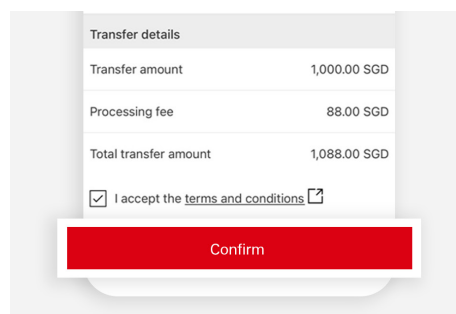 Transfer details
Transfer amount 1,000.00 SGD
Processing fee 88.00 SGD
Total transfer amount 1,088.00 SGD
I accept the terms and conditions
Confirm